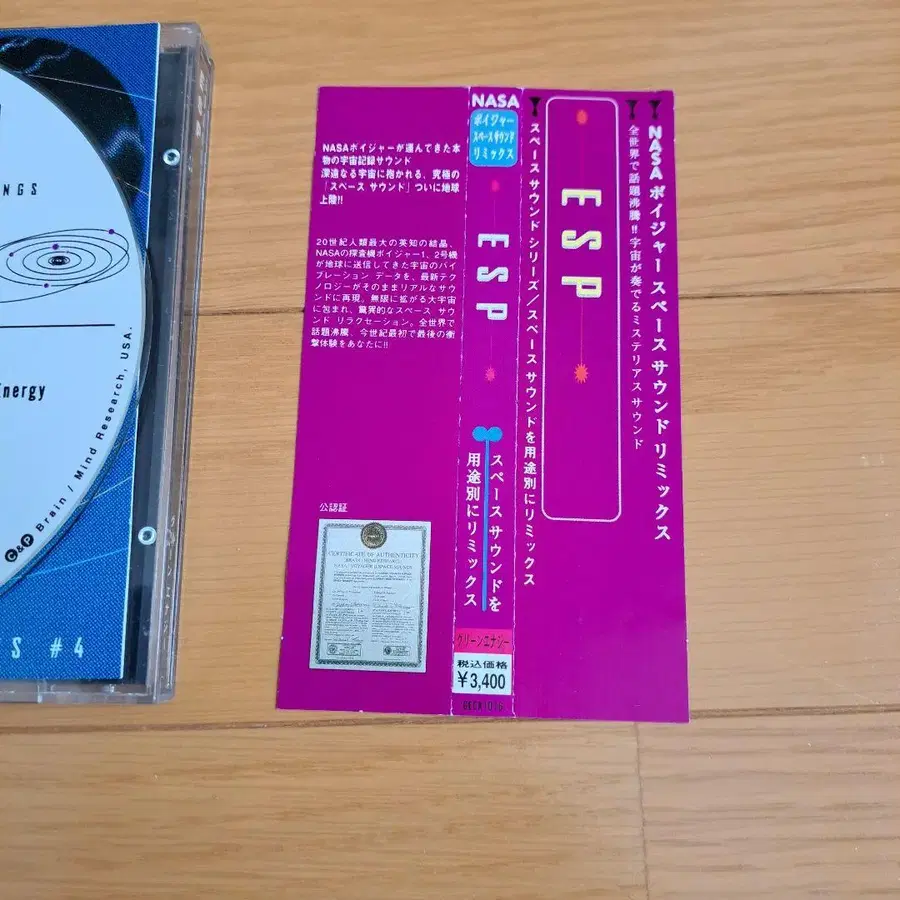 NGS
Energy
C&P Brain / Mind Research, USA.
S #4
NASAボイジャーが運んできた本
物の宇宙記録サウンド
深遠なる宇宙に抱かれる、究極の
「スペース サウンド」ついに地球
上陸!!
20世紀人類最大の英知の結晶、
NASAの探査機ボイジャー1、2号機
が地球に送信してきた宇宙のバイ
ブレーション データを、最新テク
ノロジーがそのままリアルなサウ
ンドに再現。無限に拡がる大宇宙
に包まれ、驚異的なスペース サウ
ンド リラクセーション。全世界で
話題沸騰、今世紀最初で最後の衝
撃体験をあなたに!!
公認証
CERTIFICATE OF AUTHENTICITY
NASA
ボイジャー
スペースサウンド
リミックス
ESP
スペース サウンドを
用途別にリミックス
グリーンエナジー
税込価格
¥3,400
GECK1016
NASA ボイジャー スペース サウンド リミックス
全世界で話題沸騰!!宇宙が奏でるミステリアス サウンド
ESP
スペース サウンド シリーズ/スペース サウンドを用途別にリミックス